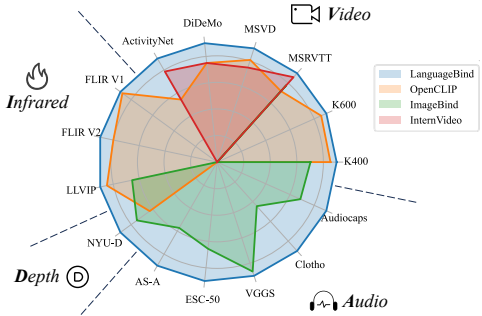 Video
DiDeMo
MSVD
ActivityNet
MSRVTT
LanguageBind
OpenCLIP
ImageBind
InternVideo
Infrared
FLIR V1
K600
FLIR V2
K400
LLVIP
Audiocaps
NYU-D
Depth D
Clotho
AS-A
VGGS
ESC-50
Audio